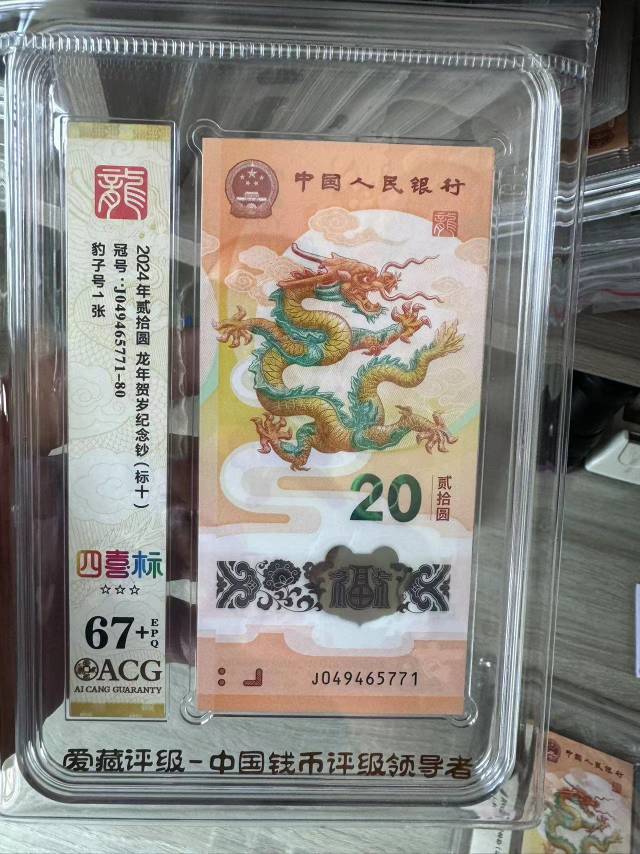 龍
2024年贰拾圆 龙年贺岁纪念钞(标十)
冠号:J049465771-80
豹子号1张
四喜标
☆☆☆
67+EPQ
ACG
AI CANG GUARANTY
中国人民银行
龍
20
贰拾圆
福
J049465771
爱藏评级-中国钱币评级领导者